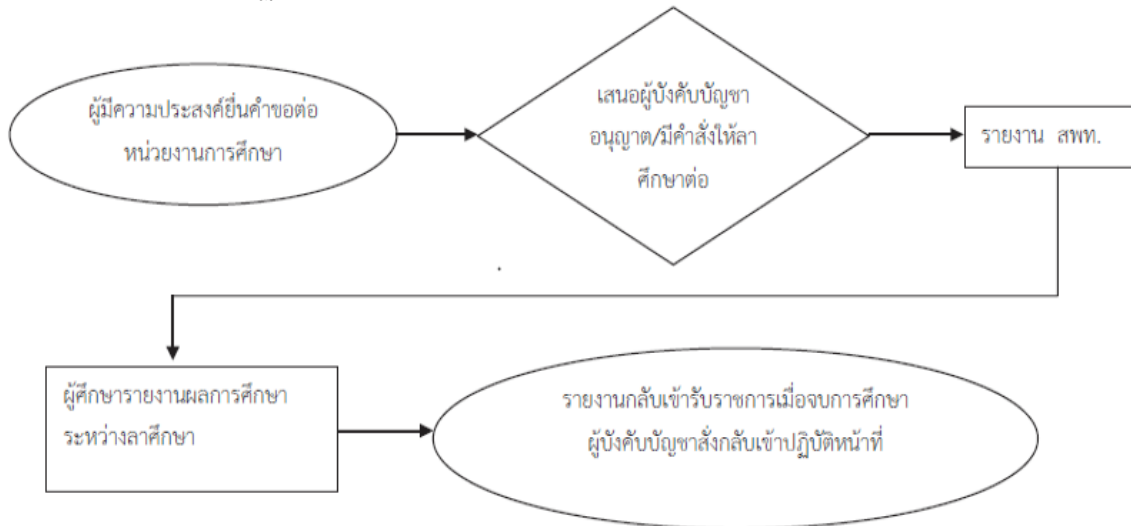 ผู้มีความประสงค์ยื่นคำขอต่อ
หน่วยงานการศึกษา
เสนอผู้บังคับบัญชา
อนุญาต/มีคำสั่งให้ลา
ศึกษาต่อ
รายงาน สพท.
ผู้ศึกษารายงานผลการศึกษา
ระหว่างลาศึกษา
รายงานกลับเข้ารับราชการเมื่อจบการศึกษา
ผู้บังคับบัญชาสั่งกลับเข้าปฏิบัติหน้าที่